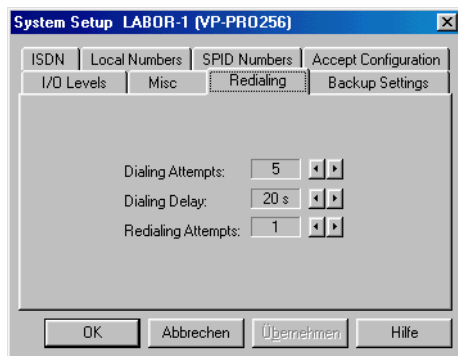 System Setup LABOR-1 (VP-PRO256)
ISDN Local Numbers SPID Numbers Accept Configuration
I/O Levels Misc Redialing Backup Settings
Dialing Attempts: 5
Dialing Delay: 20 s
Redialing Attempts: 1
OK Abbrechen Übernehmen Hilfe